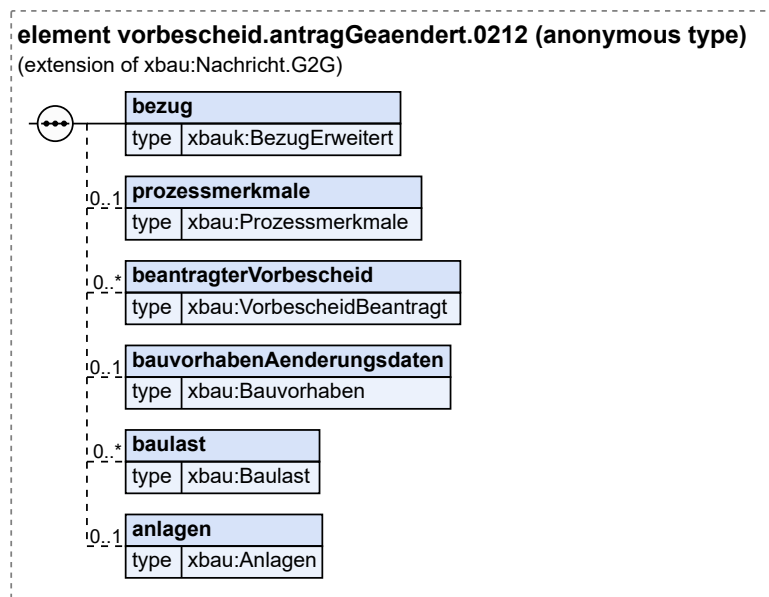 element vorbescheid.antragGeaendert.0212 (anonymous type)
(extension of xbau:Nachricht.G2G)
bezug
type xbauk:BezugErweitert
0..1 prozessmerkmale
type xbau:Prozessmerkmale
0..* beantragterVorbescheid
type xbau:VorbescheidBeantragt
0..1 bauvorhabenAenderungsdaten
type xbau:Bauvorhaben
0..* baulast
type xbau:Baulast
0..1 anlagen
type xbau:Anlagen